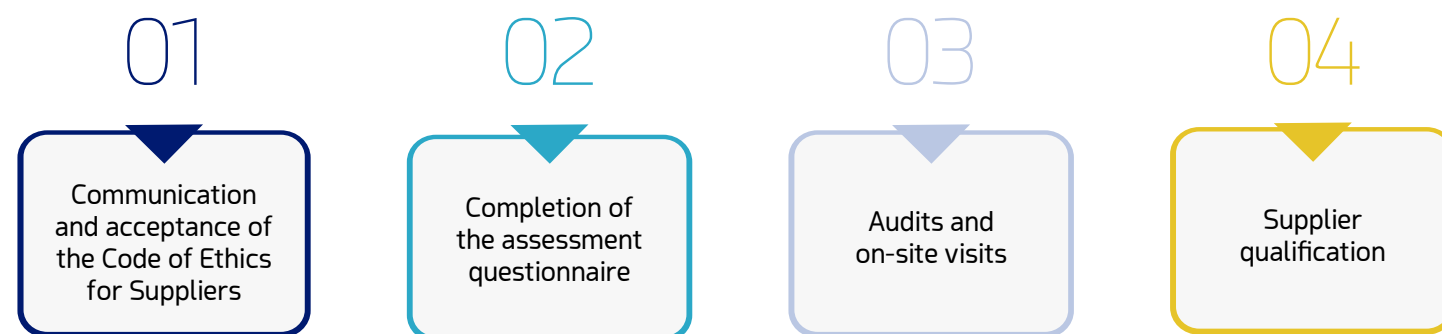 01
Communication
and acceptance of
the Code of Ethics
for Suppliers
02
Completion of
the assessment
questionnaire
03
Audits and
on-site visits
04
Supplier
qualification